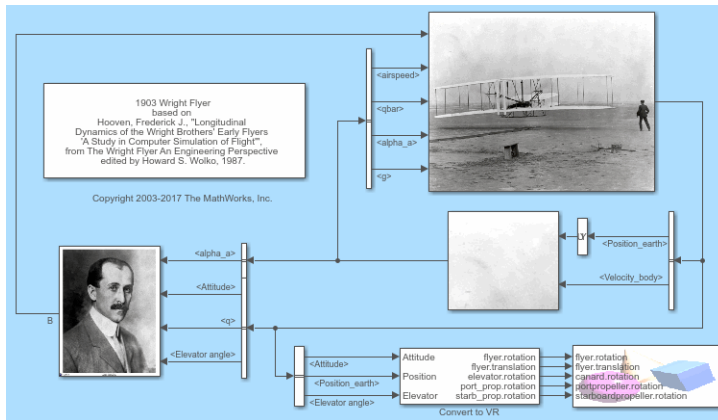 <airspeed>
<qbar>
<alpha_a>
<g>
1903 Wright Flyer
based on
Hooven, Frederick J., "Longitudinal
Dynamics of the Wright Brothers' Early Flyers
'A Study in Computer Simulation of Flight'",
from The Wright Flyer An Engineering Perspective
edited by Howard S. Wolko, 1987.
Copyright 2003-2017 The MathWorks, Inc.
<Position_earth>
<Velocity_body>
<alpha_a>
<Attitude>
<q>
<Elevator angle>
B
<Attitude>
<Position_earth>
<Elevator angle>
Attitude
Position
Elevator
flyer.rotation
flyer.translation
elevator.rotation
port_prop.rotation
starb_prop.rotation
Convert to VR
flyer.rotation
flyer.translation
canard.rotation
portpropeller.rotation
starboardpropeller.rotation